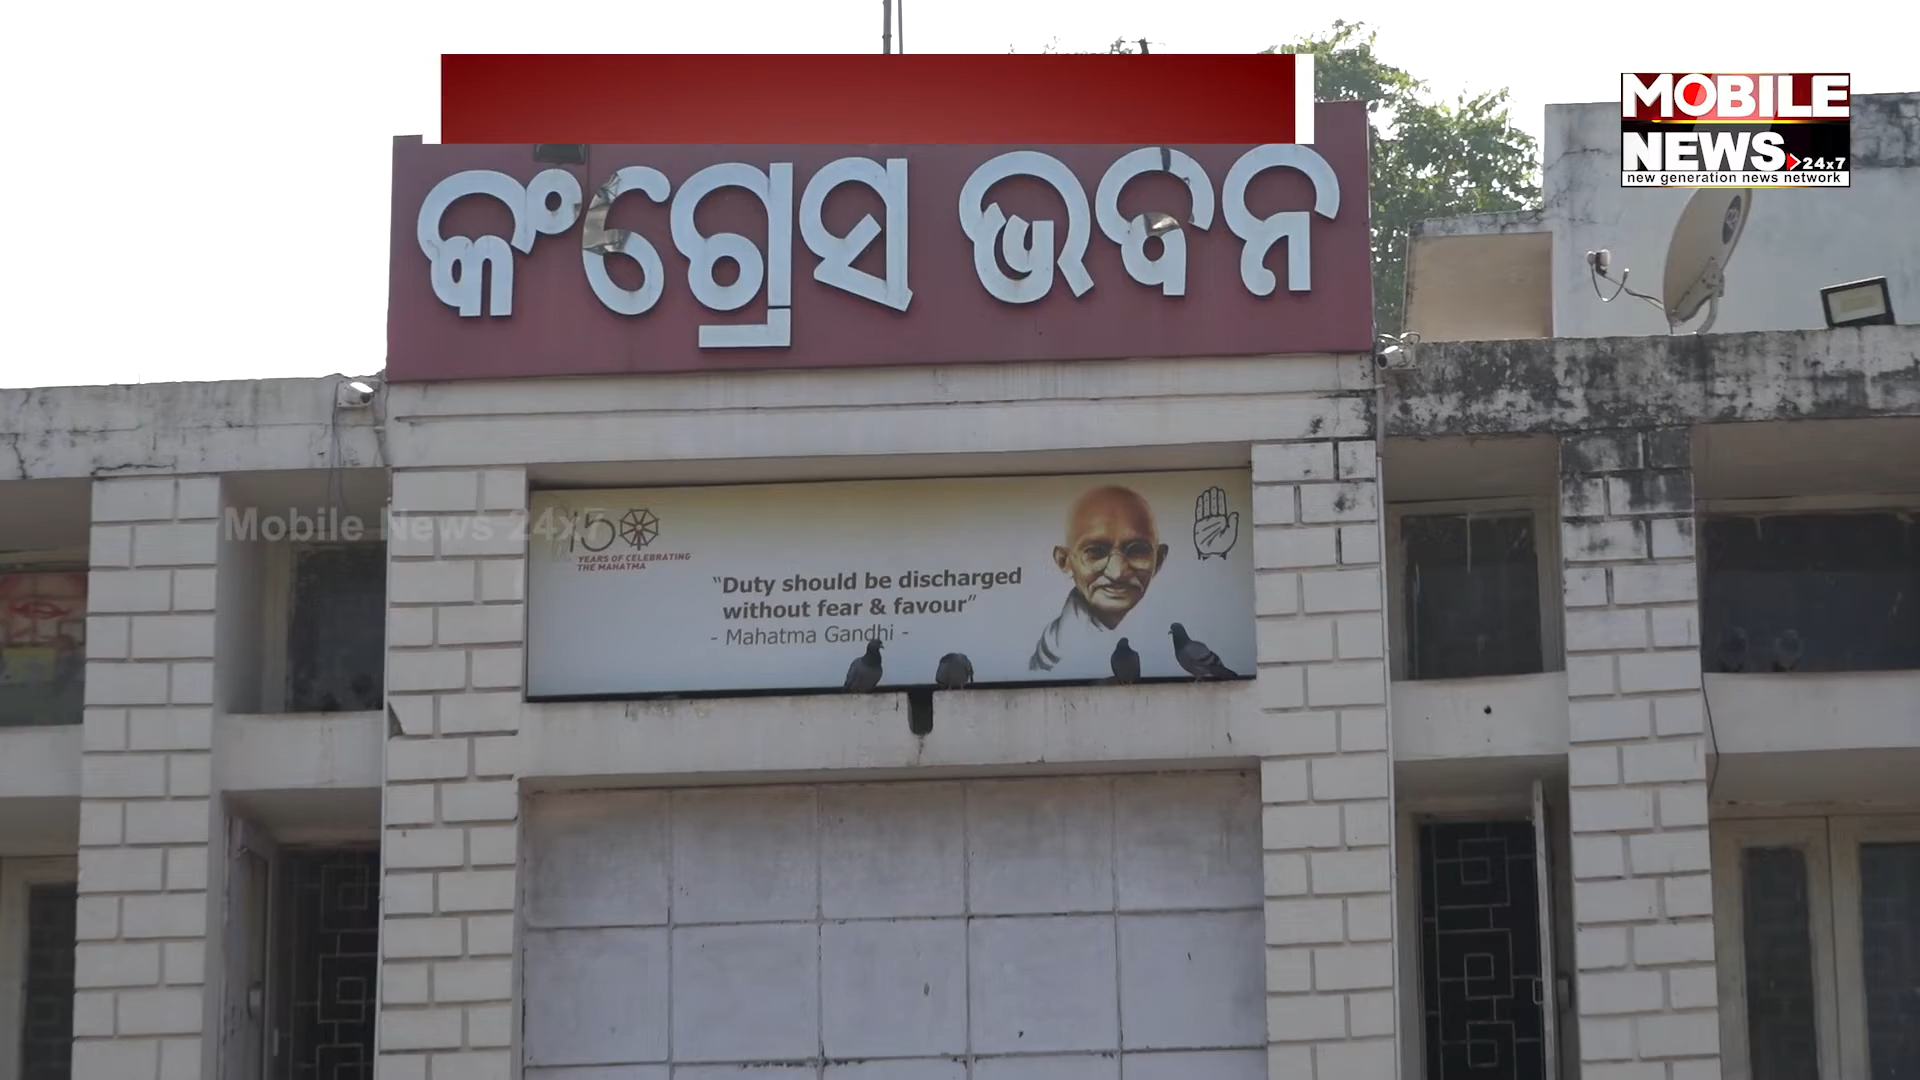 MOBILE
NEWS 24x7
new generation news network
କଂଗ୍ରେସ ଭବନ
Mobile News 24x7
150
YEARS OF CELEBRATING
THE MAHATMA
“Duty should be discharged
without fear & favour”
- Mahatma Gandhi -